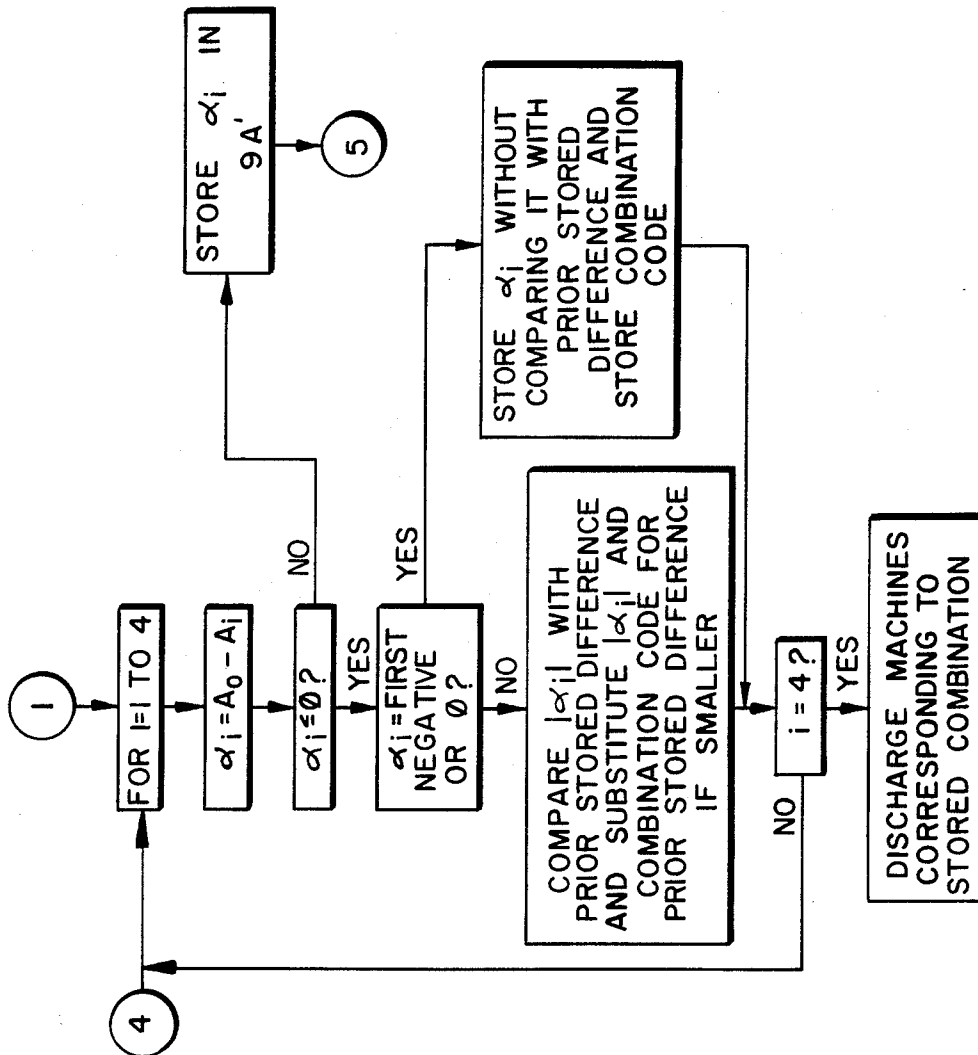 1
4
FOR i=1 TO 4
αi = A0 – Ai
αi ≤ Ø?
NO
STORE αi IN
9A'
5
YES
αi = FIRST
NEGATIVE
OR Ø?
YES
STORE αi WITHOUT
COMPARING IT WITH
PRIOR STORED
DIFFERENCE AND
STORE COMBINATION
CODE
NO
COMPARE |αi| WITH
PRIOR STORED DIFFERENCE
AND SUBSTITUTE |αi| AND
COMBINATION CODE FOR
PRIOR STORED DIFFERENCE
IF SMALLER
i = 4?
NO
YES
DISCHARGE MACHINES
CORRESPONDING TO
STORED COMBINATION